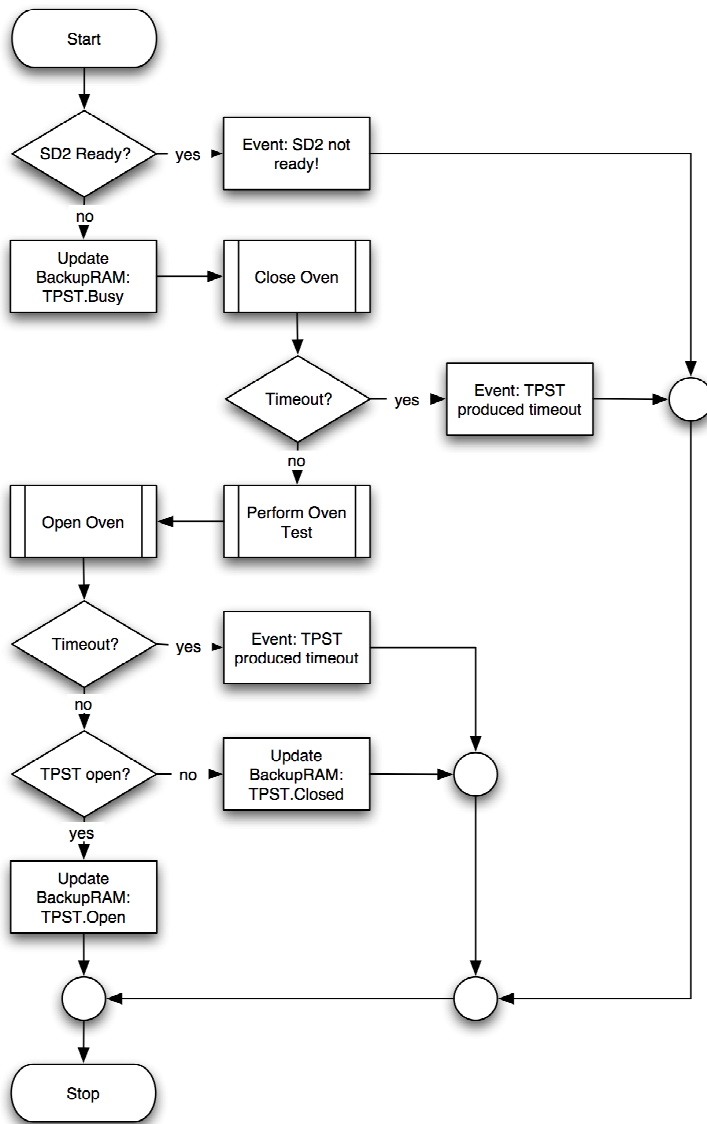 Start
SD2 Ready?
yes
Event: SD2 not
ready!
no
Update
BackupRAM:
TPST.Busy
Close Oven
Timeout?
yes
Event: TPST
produced timeout
no
Open Oven
Perform Oven
Test
Timeout?
yes
Event: TPST
produced timeout
no
TPST open?
no
Update
BackupRAM:
TPST.Closed
yes
Update
BackupRAM:
TPST.Open
Stop